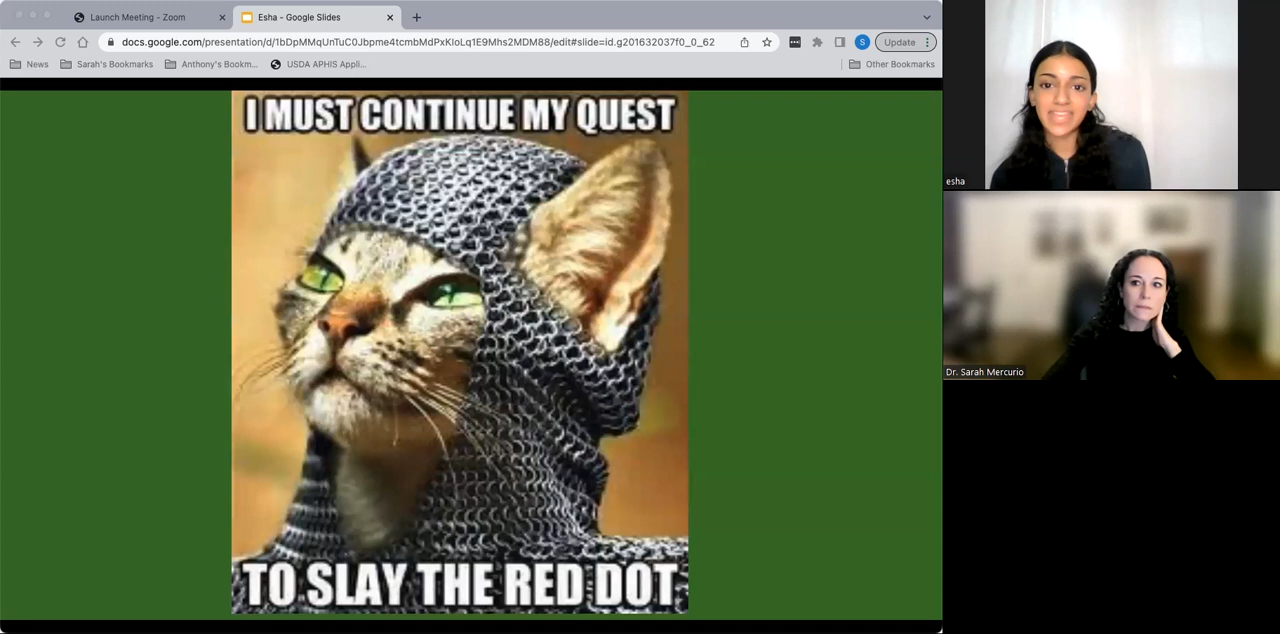 Launch Meeting - Zoom
Esha - Google Slides
docs.google.com/presentation/d/1bDpMMqUnTuC0Jbpme4tcmbMdPxKloLq1E9Mhs2MDM88/edit#slide=id.g201632037f0_0_62
S
Update
News
Sarah's Bookmarks
Anthony's Bookm...
USDA APHIS Appli...
Other Bookmarks
I MUST CONTINUE MY QUEST
TO SLAY THE RED DOT
esha
Dr. Sarah Mercurio